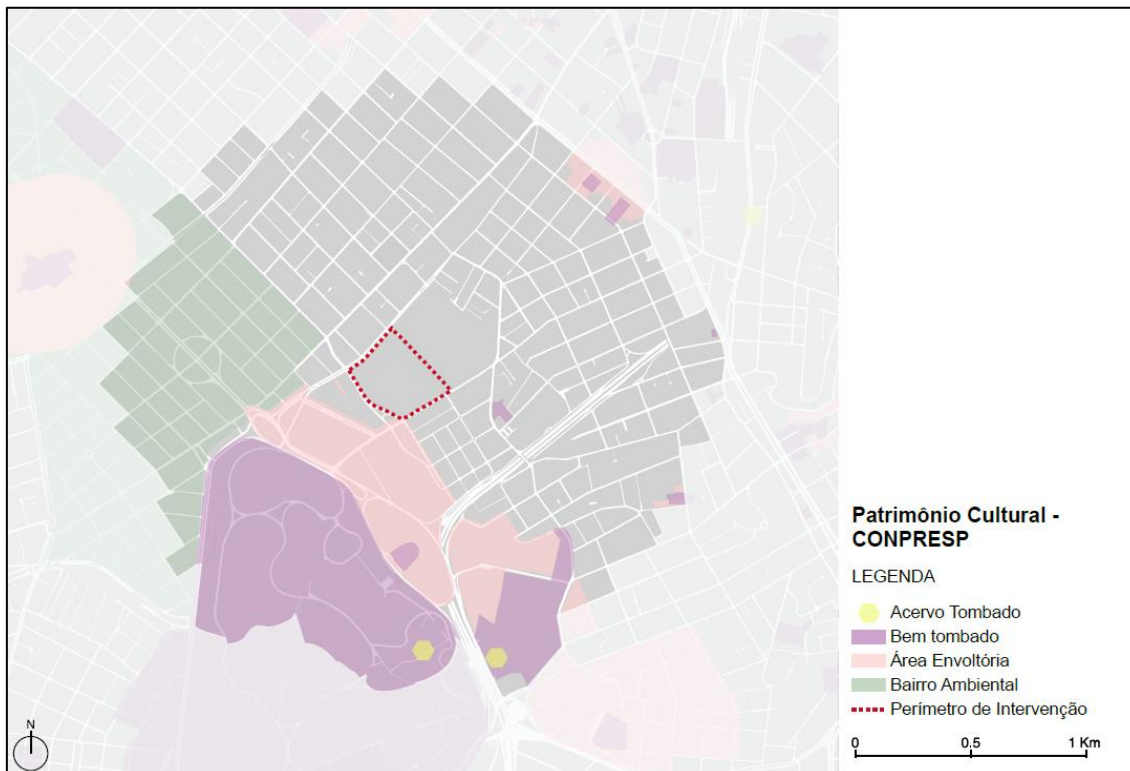 Patrimônio Cultural -
CONPRESP
LEGENDA
Acervo Tombado
Bem tombado
Área Envoltória
Bairro Ambiental
Perímetro de Intervenção
N
0 0.5 1 Km